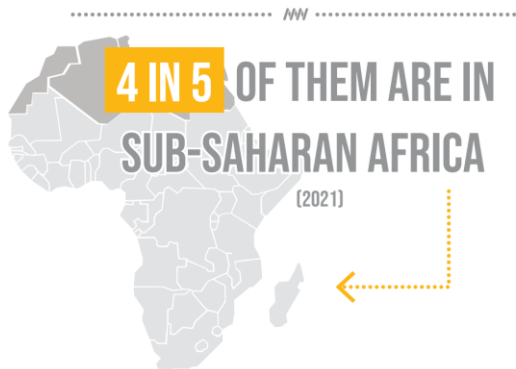 4 IN 5 OF THEM ARE IN
SUB-SAHARAN AFRICA
(2021)